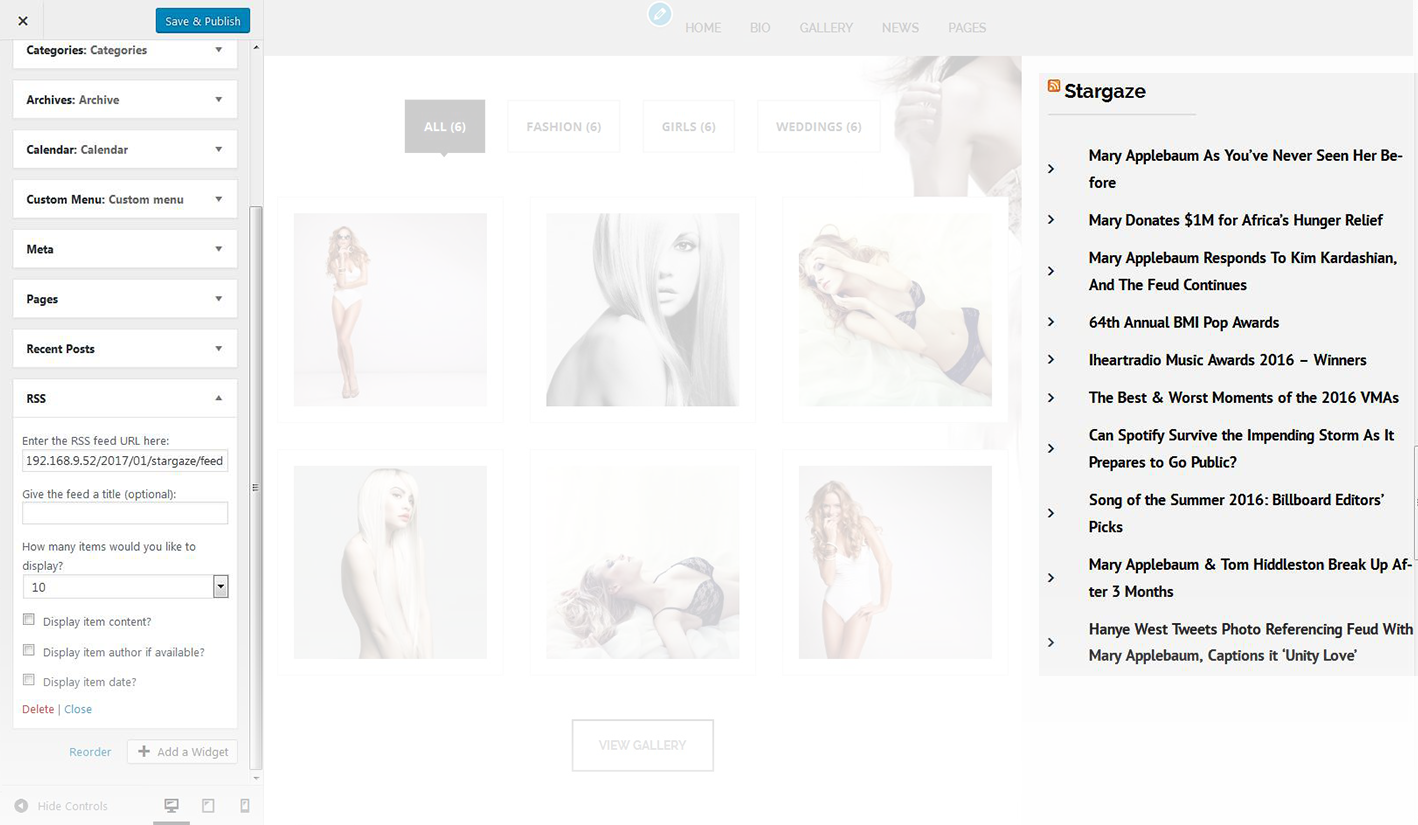 Save & Publish
Categories: Categories
Archives: Archive
Calendar: Calendar
Custom Menu: Custom menu
Meta
Pages
Recent Posts
RSS
Enter the RSS feed URL here:
192.168.9.52/2017/01/stargaze/feed
Give the feed a title (optional):
How many items would you like to
display?
10
Display item content?
Display item author if available?
Display item date?
Delete | Close
Reorder
Add a Widget
Hide Controls
HOME
BIO
GALLERY
NEWS
PAGES
ALL (6)
FASHION (6)
GIRLS (6)
WEDDINGS (6)
VIEW GALLERY
Stargaze
Mary Applebaum As You’ve Never Seen Her Be-
fore
Mary Donates $1M for Africa’s Hunger Relief
Mary Applebaum Responds To Kim Kardashian,
And The Feud Continues
64th Annual BMI Pop Awards
Iheartradio Music Awards 2016 – Winners
The Best & Worst Moments of the 2016 VMAs
Can Spotify Survive the Impending Storm As It
Prepares to Go Public?
Song of the Summer 2016: Billboard Editors’
Picks
Mary Applebaum & Tom Hiddleston Break Up Af-
ter 3 Months
Hanye West Tweets Photo Referencing Feud With
Mary Applebaum, Captions it ‘Unity Love’